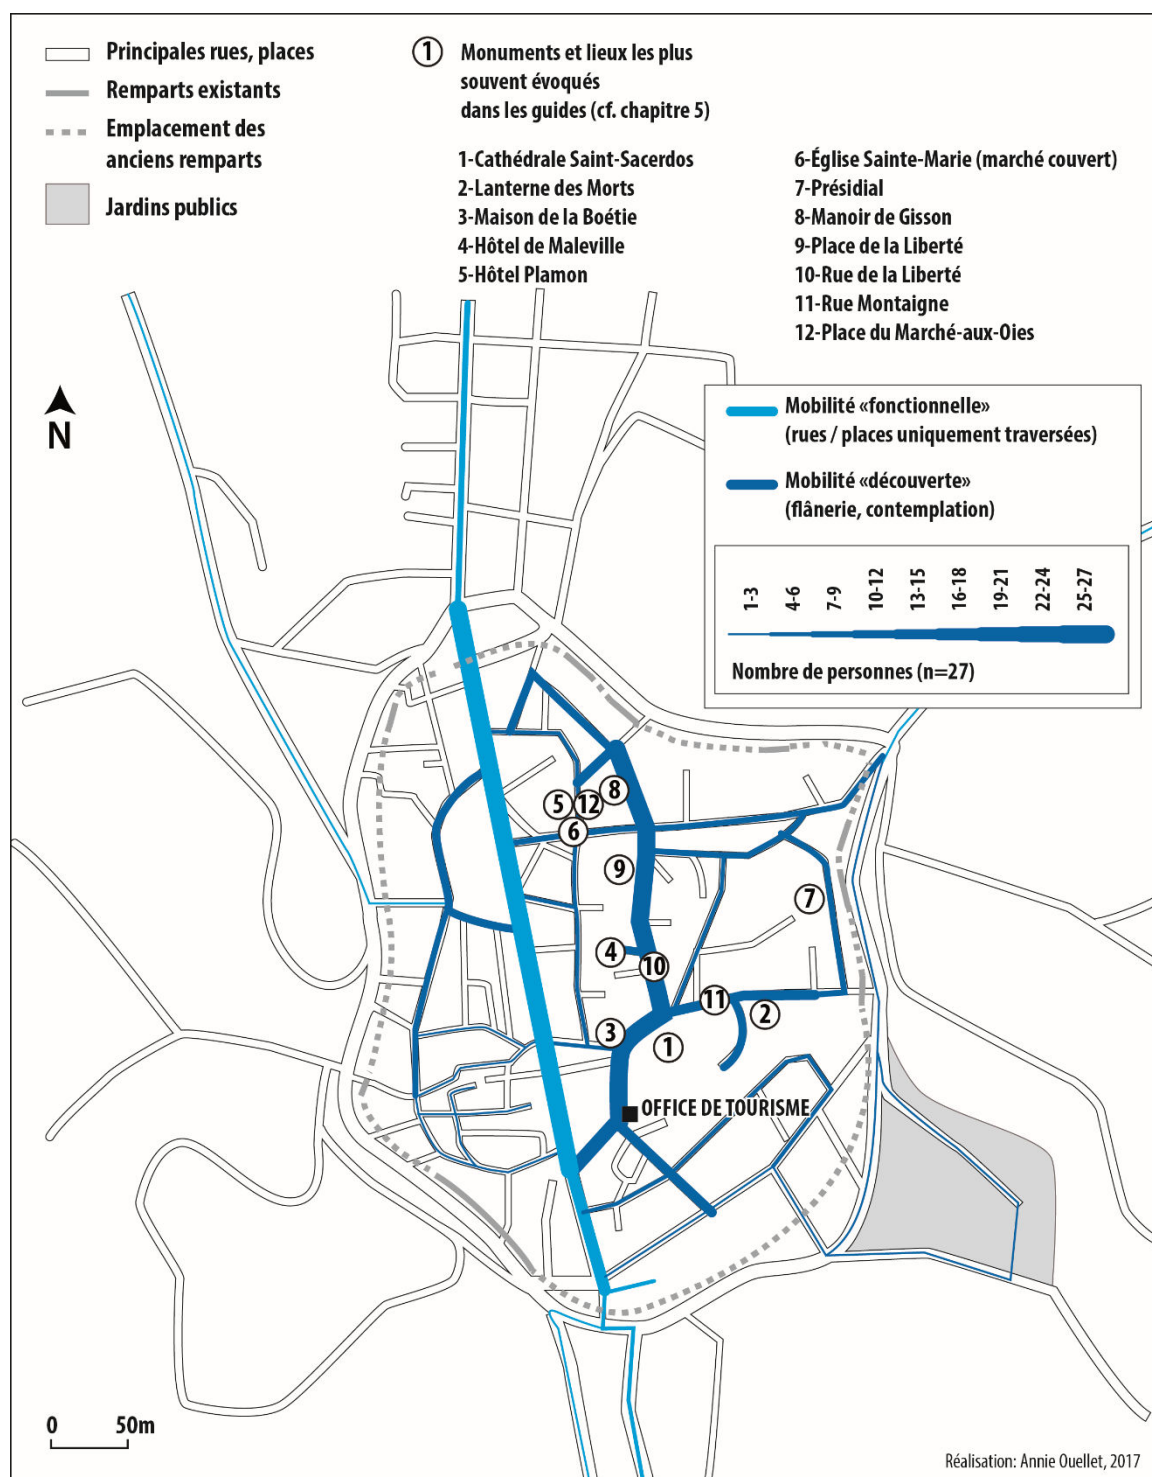 Principales rues, places
Remparts existants
Emplacement des
anciens remparts
Jardins publics
1
Monuments et lieux les plus
souvent évoqués
dans les guides (cf. chapitre 5)
1-Cathédrale Saint-Sacerdos
2-Lanterne des Morts
3-Maison de la Boétie
4-Hôtel de Maleville
5-Hôtel Plamon
6-Église Sainte-Marie (marché couvert)
7-Présidial
8-Manoir de Gisson
9-Place de la Liberté
10-Rue de la Liberté
11-Rue Montaigne
12-Place du Marché-aux-Oies
N
Mobilité «fonctionnelle»
(rues / places uniquement traversées)
Mobilité «découverte»
(flânerie, contemplation)
1-3
4-6
7-9
10-12
13-15
16-18
19-21
22-24
25-27
Nombre de personnes (n=27)
8
5
12
6
9
7
4
10
11
2
3
1
OFFICE DE TOURISME
0 50m
Réalisation: Annie Ouellet, 2017